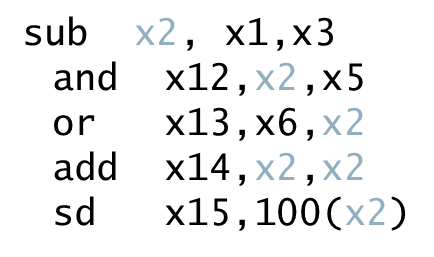 sub x2, x1,x3
and x12,x2,x5
or x13,x6,x2
add x14,x2,x2
sd x15,100(x2)